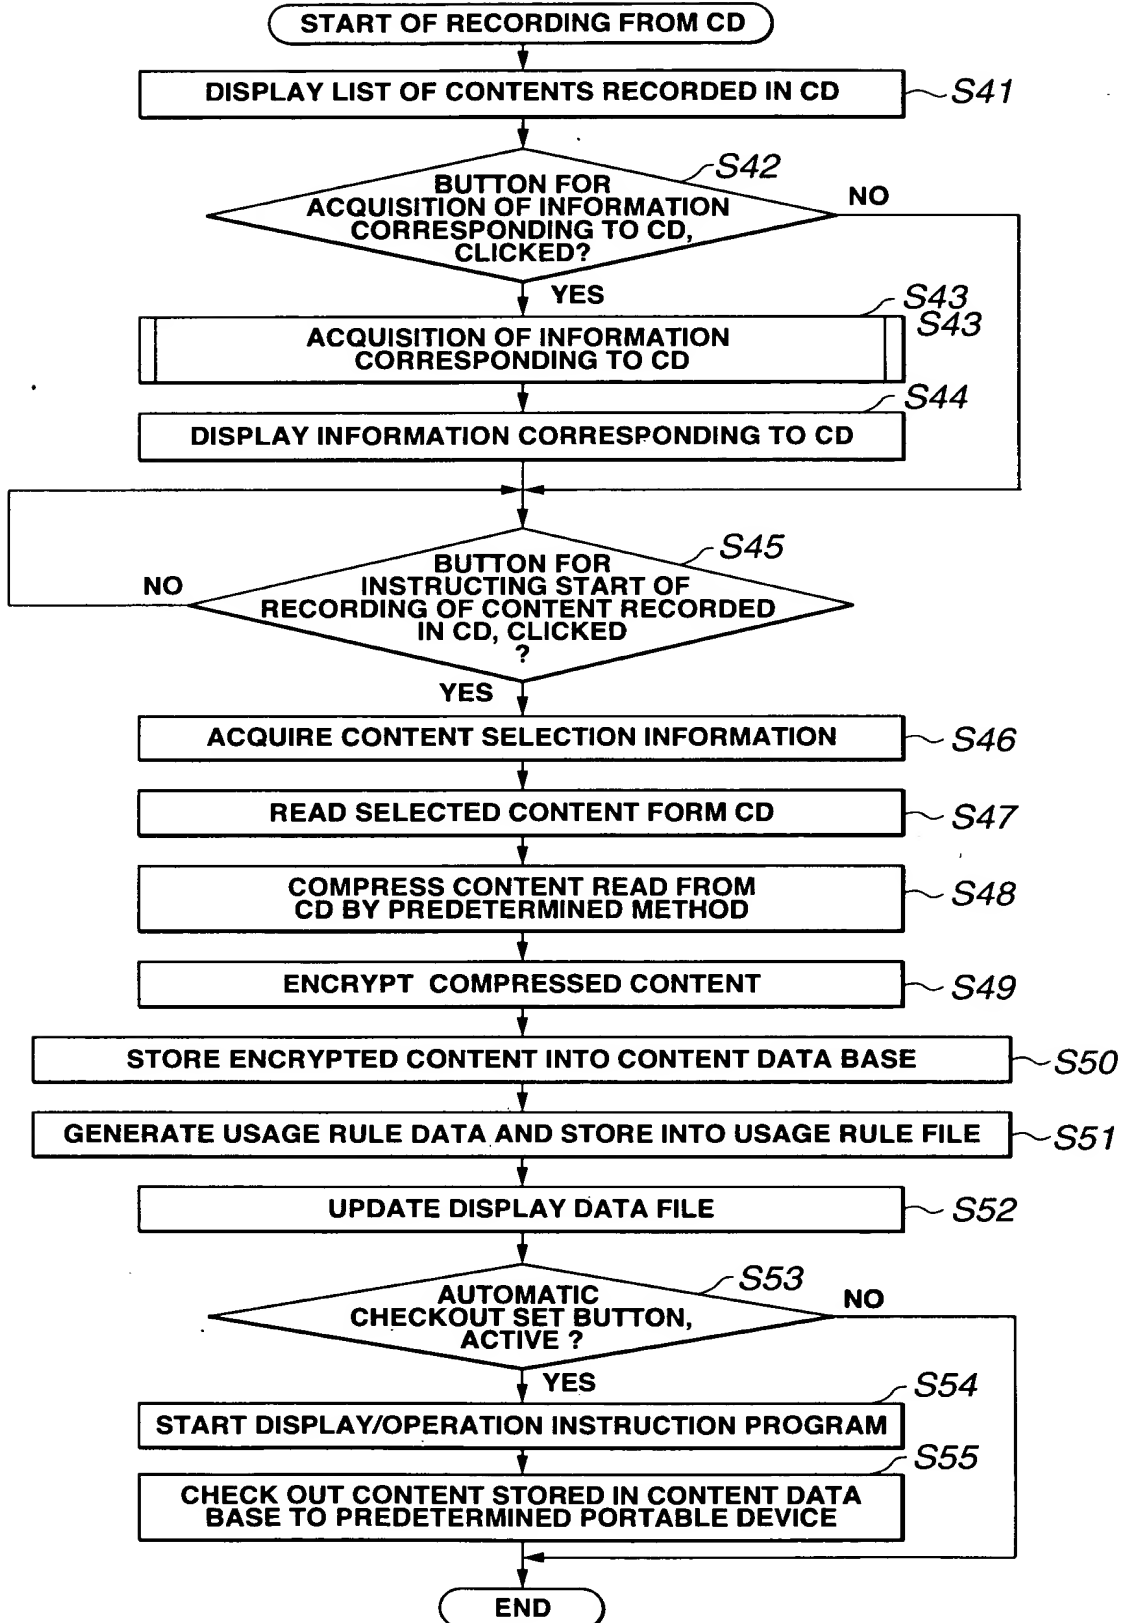 START OF RECORDING FROM CD
DISPLAY LIST OF CONTENTS RECORDED IN CD
S41
S42
BUTTON FOR
ACQUISITION OF INFORMATION
CORRESPONDING TO CD,
CLICKED?
NO
YES
S43
S43
ACQUISITION OF INFORMATION
CORRESPONDING TO CD
S44
DISPLAY INFORMATION CORRESPONDING TO CD
S45
BUTTON FOR
INSTRUCTING START OF
RECORDING OF CONTENT RECORDED
IN CD, CLICKED
?
NO
YES
ACQUIRE CONTENT SELECTION INFORMATION
S46
READ SELECTED CONTENT FORM CD
S47
COMPRESS CONTENT READ FROM
CD BY PREDETERMINED METHOD
S48
ENCRYPT COMPRESSED CONTENT
S49
STORE ENCRYPTED CONTENT INTO CONTENT DATA BASE
S50
GENERATE USAGE RULE DATA AND STORE INTO USAGE RULE FILE
S51
UPDATE DISPLAY DATA FILE
S52
S53
AUTOMATIC
CHECKOUT SET BUTTON,
ACTIVE ?
NO
YES
S54
START DISPLAY/OPERATION INSTRUCTION PROGRAM
S55
CHECK OUT CONTENT STORED IN CONTENT DATA
BASE TO PREDETERMINED PORTABLE DEVICE
END